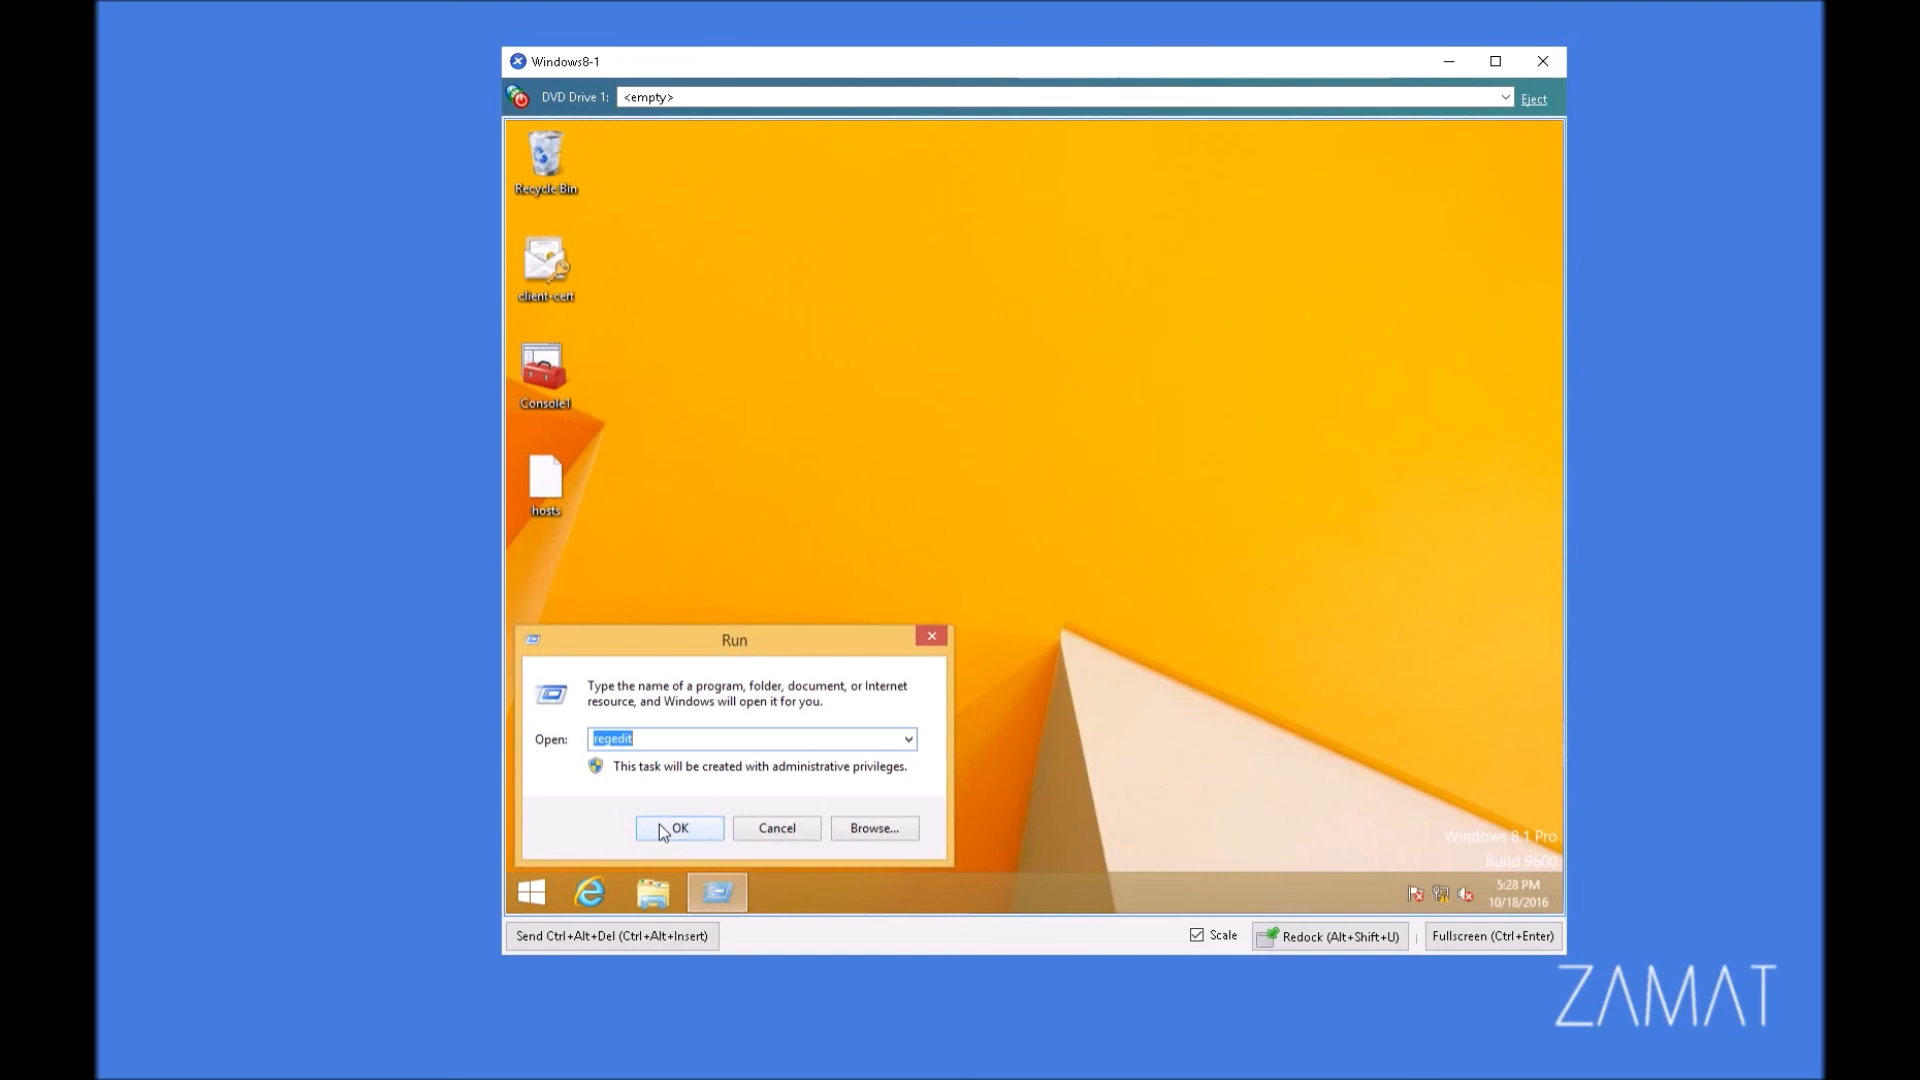 Windows8-1
DVD Drive 1:
<empty>
Eject
Recycle Bin
client-cert
Console1
hosts
Run
Type the name of a program, folder, document, or Internet
resource, and Windows will open it for you.
Open:
regedit
This task will be created with administrative privileges.
OK
Cancel
Browse...
Windows 8.1 Pro
Build 9600
5:28 PM
10/18/2016
Send Ctrl+Alt+Del (Ctrl+Alt+Insert)
Scale
Redock (Alt+Shift+U)
Fullscreen (Ctrl+Enter)
ZAMAT